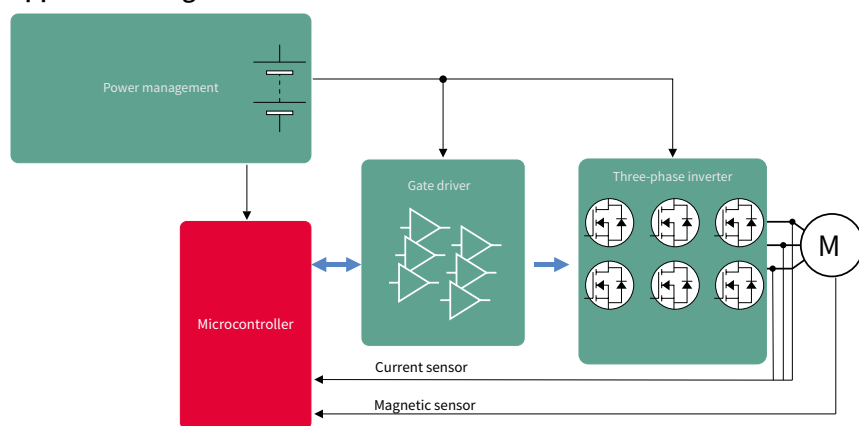 Power management
Gate driver
Three-phase inverter
M
Microcontroller
Current sensor
Magnetic sensor